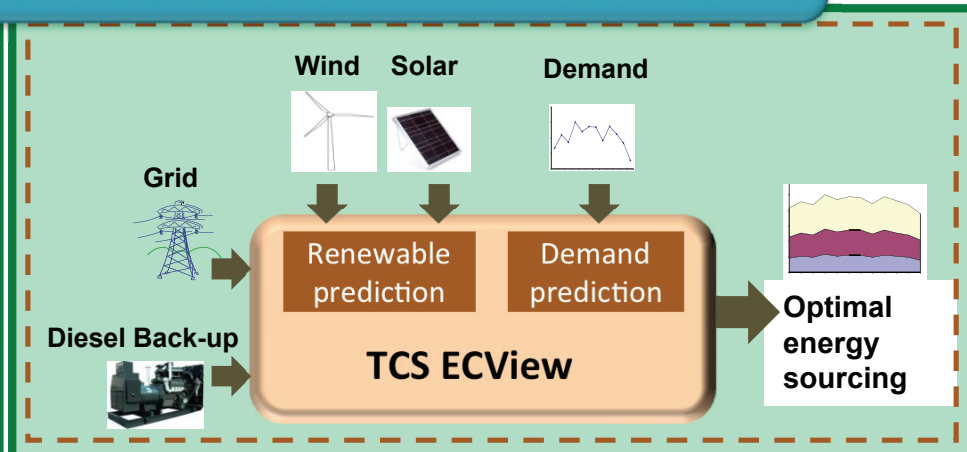 Wind Solar Demand
Grid
Renewable
prediction
Demand
prediction
Diesel Back-up
TCS ECView
Optimal
energy
sourcing